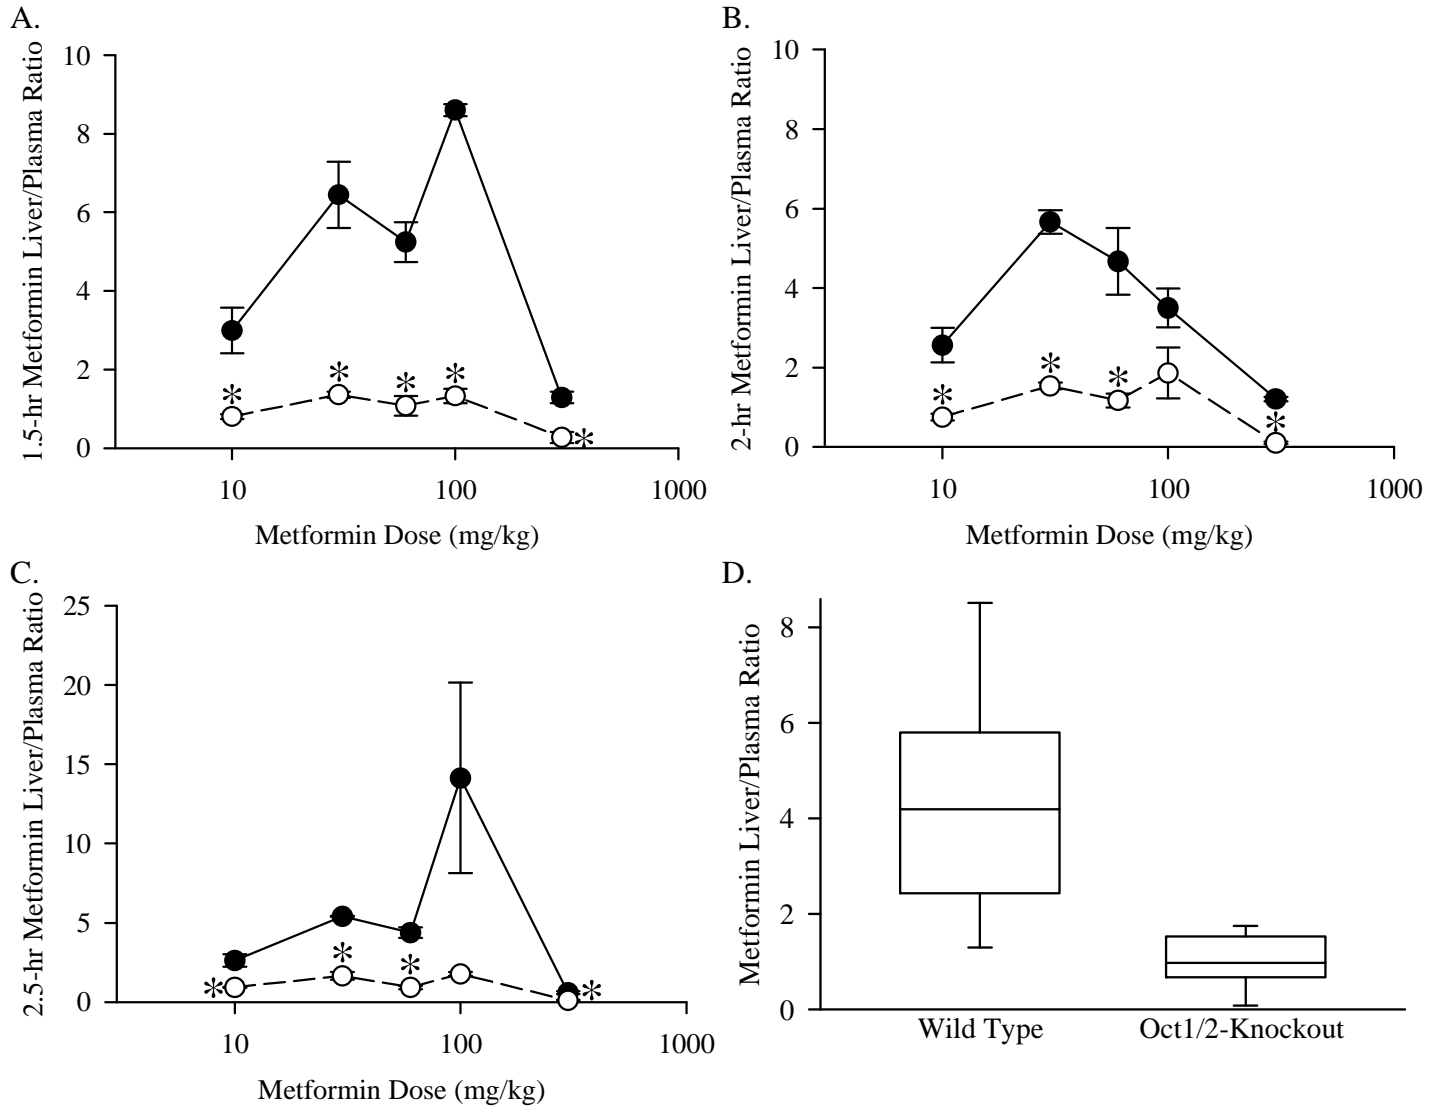 A.
1.5-hr Metformin Liver/Plasma Ratio
10
8
6
4
2
0
* * * * *
10 100 1000
Metformin Dose (mg/kg)
B.
2-hr Metformin Liver/Plasma Ratio
10
8
6
4
2
0
* * * *
10 100 1000
Metformin Dose (mg/kg)
C.
2.5-hr Metformin Liver/Plasma Ratio
25
20
15
10
5
0
* * * *
10 100 1000
Metformin Dose (mg/kg)
D.
Metformin Liver/Plasma Ratio
8
6
4
2
0
Wild Type Oct1/2-Knockout